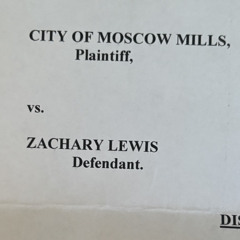 CITY OF MOSCOW MILLS,
Plaintiff,
vs.
ZACHARY LEWIS
Defendant.
DIS